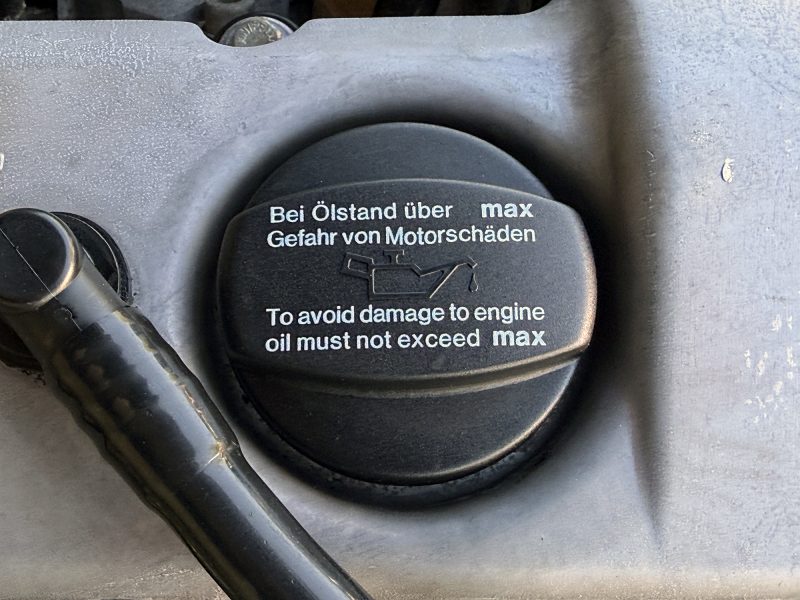 Bei Ölstand über max
Gefahr von Motorschäden
To avoid damage to engine
oil must not exceed max